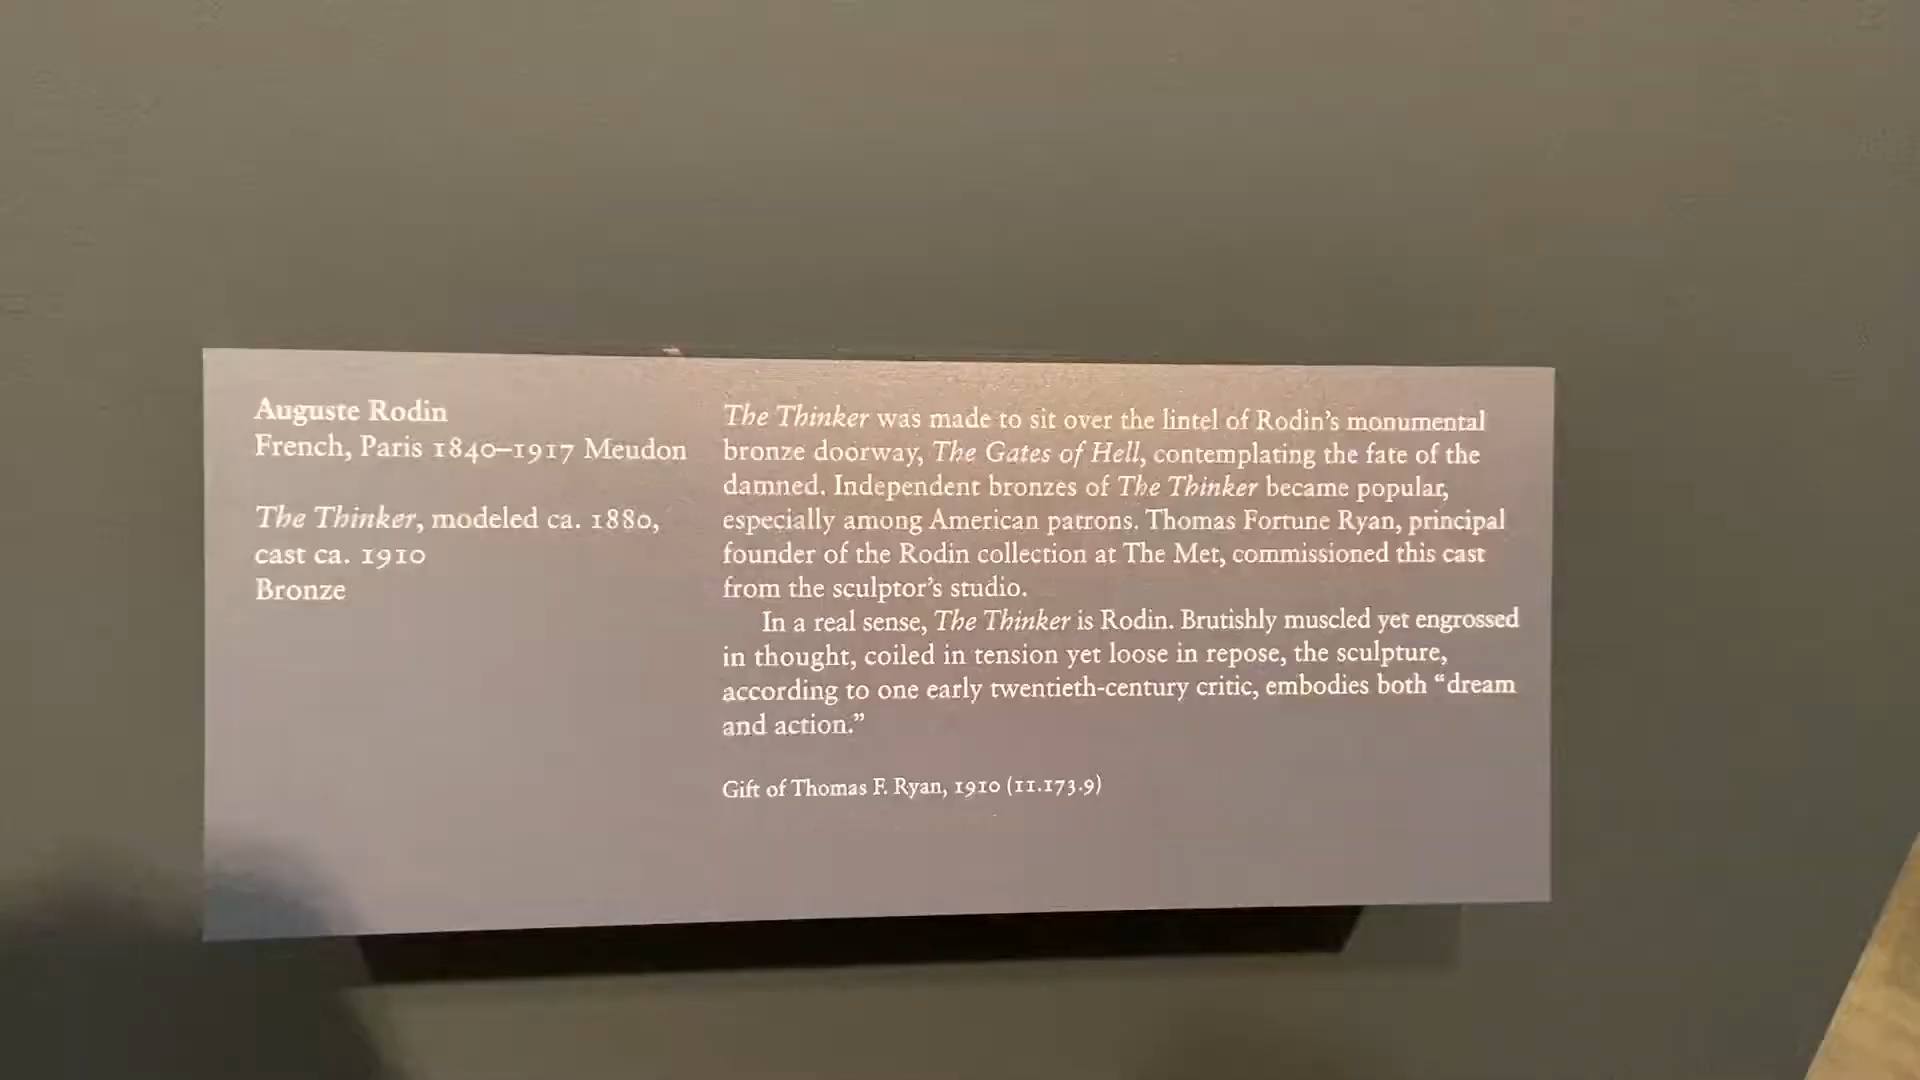 Auguste Rodin
French, Paris 1840–1917 Meudon
The Thinker, modeled ca. 1880,
cast ca. 1910
Bronze
The Thinker was made to sit over the lintel of Rodin’s monumental
bronze doorway, The Gates of Hell, contemplating the fate of the
damned. Independent bronzes of The Thinker became popular,
especially among American patrons. Thomas Fortune Ryan, principal
founder of the Rodin collection at The Met, commissioned this cast
from the sculptor’s studio.
In a real sense, The Thinker is Rodin. Brutishly muscled yet engrossed
in thought, coiled in tension yet loose in repose, the sculpture,
according to one early twentieth-century critic, embodies both “dream
and action.”
Gift of Thomas F. Ryan, 1910 (11.173.9)